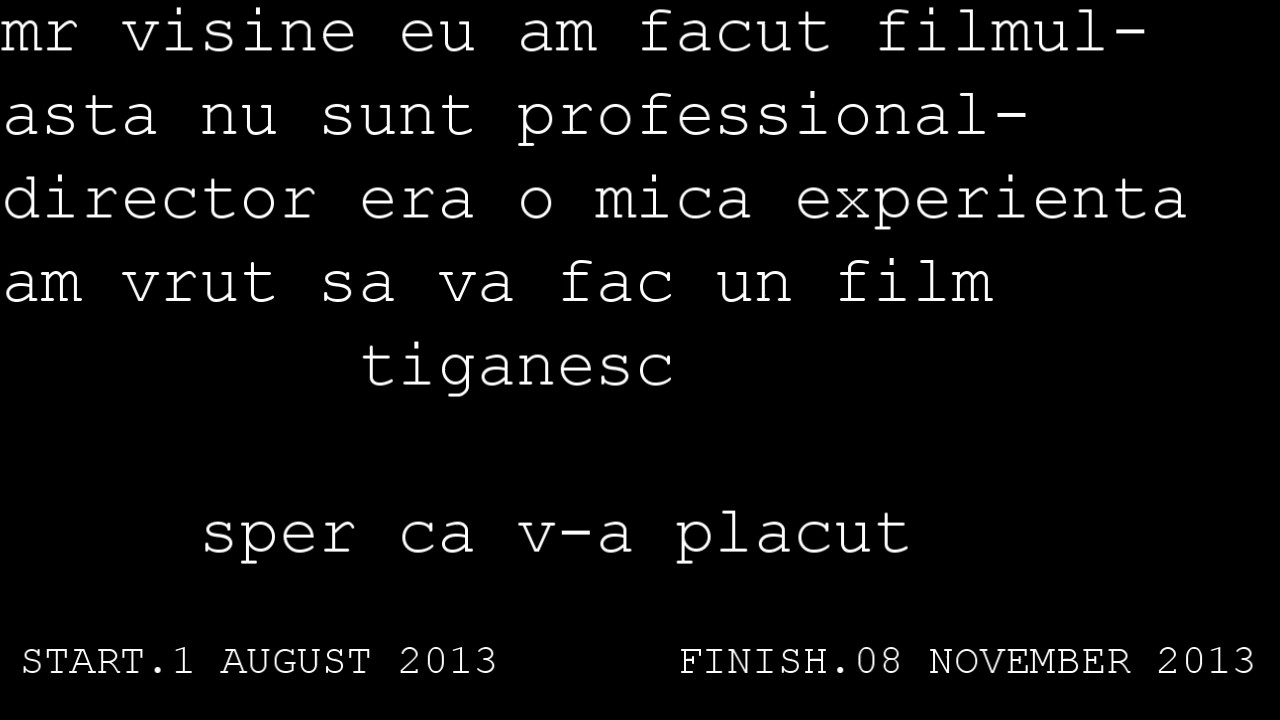 mr visine eu am facut filmul-
asta nu sunt professional-
director era o mica experienta
am vrut sa va fac un film
tiganesc
sper ca v-a placut
START.1 AUGUST 2013 FINISH.08 NOVEMBER 2013